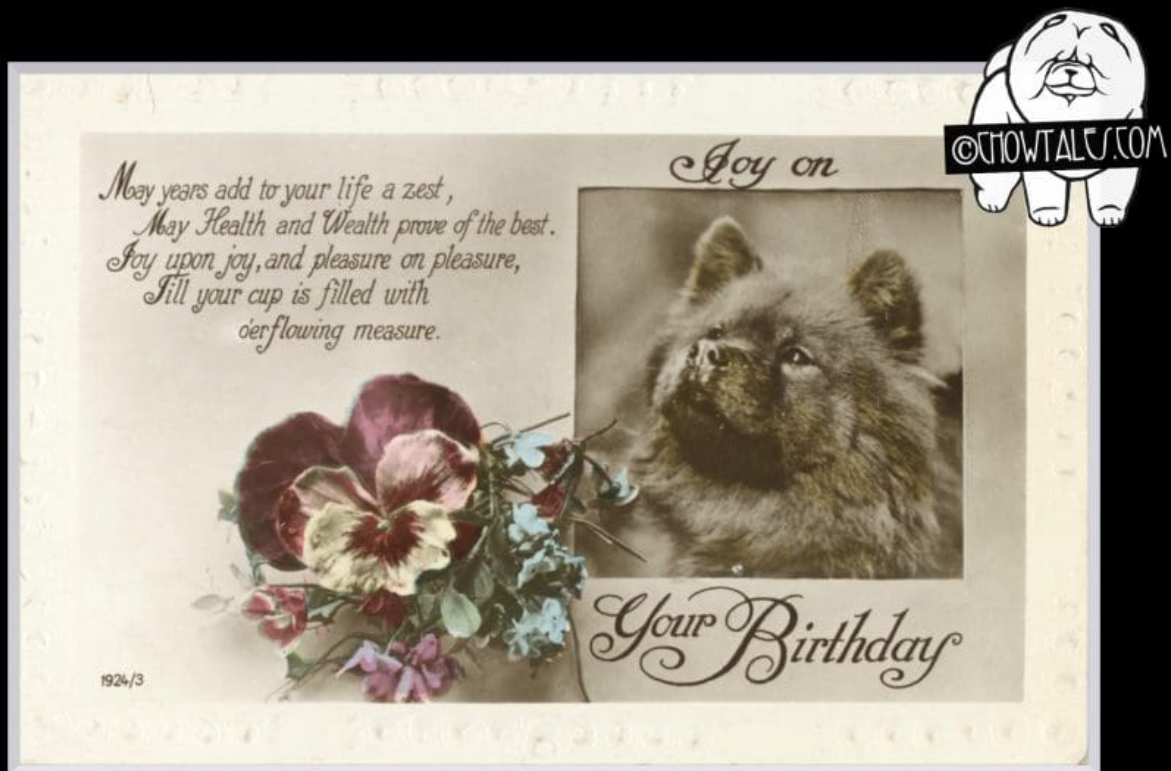 May years add to your life a zest,
May Health and Wealth prove of the best.
Joy upon joy, and pleasure on pleasure,
Till your cup is filled with
o'erflowing measure.
Joy on
Your Birthday
1924/3
©CHOWTALES.COM